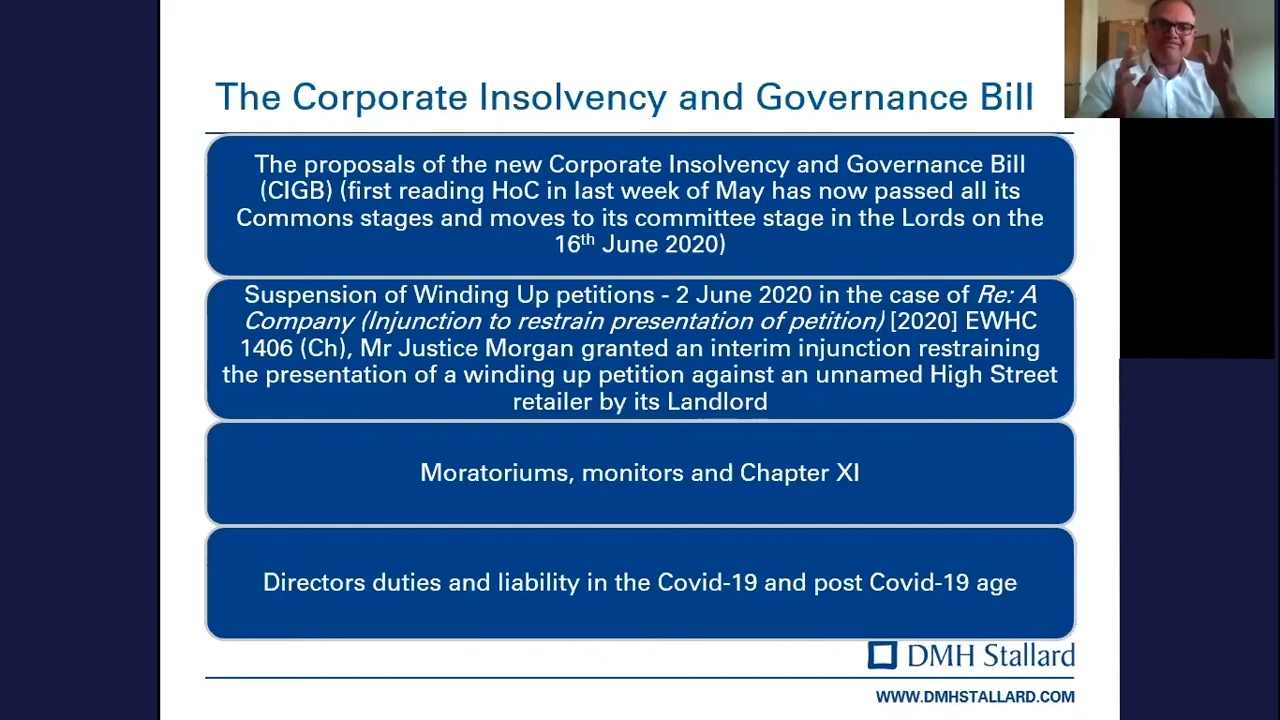 The Corporate Insolvency and Governance Bill
The proposals of the new Corporate Insolvency and Governance Bill
(CIGB) (first reading HoC in last week of May has now passed all its
Commons stages and moves to its committee stage in the Lords on the
16th June 2020)
Suspension of Winding Up petitions - 2 June 2020 in the case of Re: A
Company (Injunction to restrain presentation of petition) [2020] EWHC
1406 (Ch), Mr Justice Morgan granted an interim injunction restraining
the presentation of a winding up petition against an unnamed High Street
retailer by its Landlord
Moratoriums, monitors and Chapter XI
Directors duties and liability in the Covid-19 and post Covid-19 age
DMH Stallard
WWW.DMHSTALLARD.COM